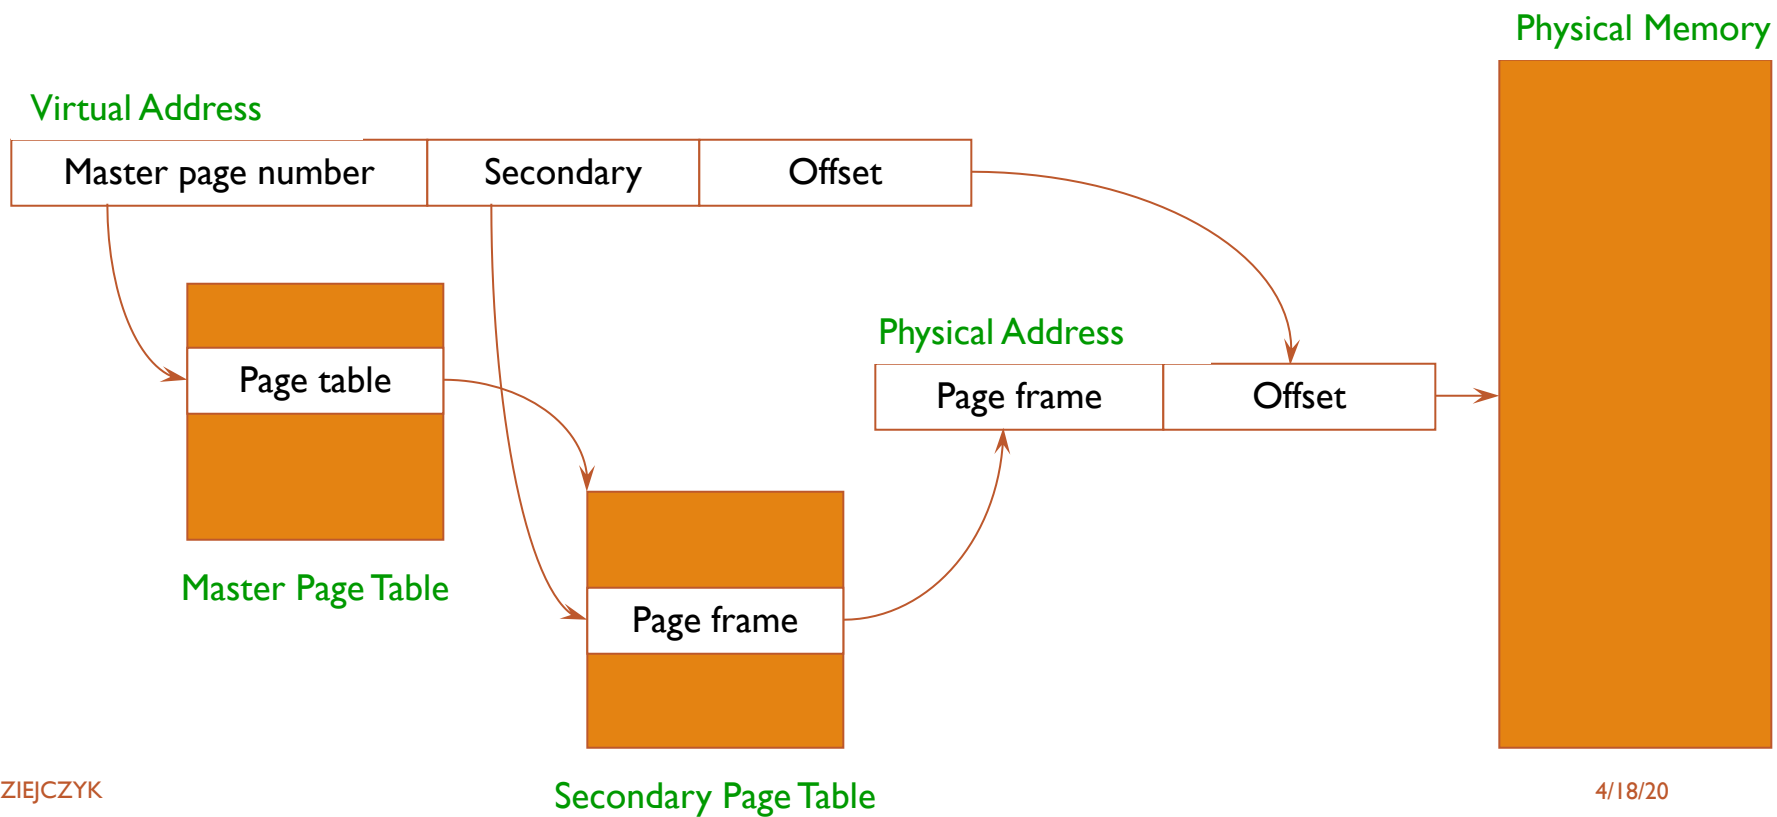 Physical Memory
Virtual Address
Master page number Secondary Offset
Physical Address
Page table
Page frame Offset
Master Page Table
Page frame
ZIEJCZYK
Secondary Page Table
4/18/20